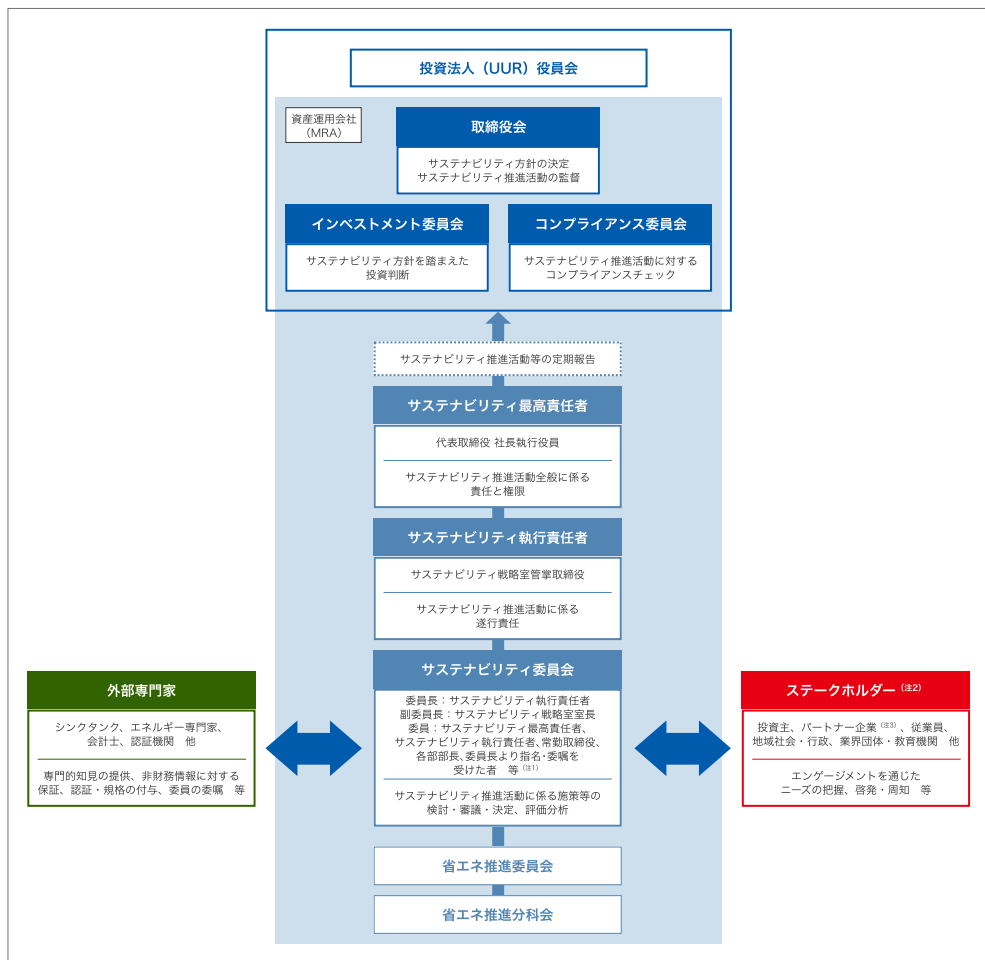 投資法人（UUR）役員会
資産運用会社
（MRA）
取締役会
サステナビリティ方針の決定
サステナビリティ推進活動の監督
インベストメント委員会
サステナビリティ方針を踏まえた
投資判断
コンプライアンス委員会
サステナビリティ推進活動に対する
コンプライアンスチェック
サステナビリティ推進活動等の定期報告
サステナビリティ最高責任者
代表取締役 社長執行役員
サステナビリティ推進活動全般に係る
責任と権限
サステナビリティ執行責任者
サステナビリティ戦略室管掌取締役
サステナビリティ推進活動に係る
遂行責任
外部専門家
シンクタンク、エネルギー専門家、
会計士、認証機関　他
専門的知見の提供、非財務情報に対する
保証、認証・規格の付与、委員の委嘱　等
サステナビリティ委員会
委員長：サステナビリティ執行責任者
副委員長：サステナビリティ戦略室室長
委員：サステナビリティ最高責任者、
サステナビリティ執行責任者、常勤取締役、
各部部長、委員長より指名・委嘱を
受けた者　等（注1）
サステナビリティ推進活動に係る施策等の
検討・審議・決定、評価分析
ステークホルダー（注2）
投資主、パートナー企業（注3）、従業員、
地域社会・行政、業界団体・教育機関　他
エンゲージメントを通じた
ニーズの把握、啓発・周知　等
省エネ推進委員会
省エネ推進分科会